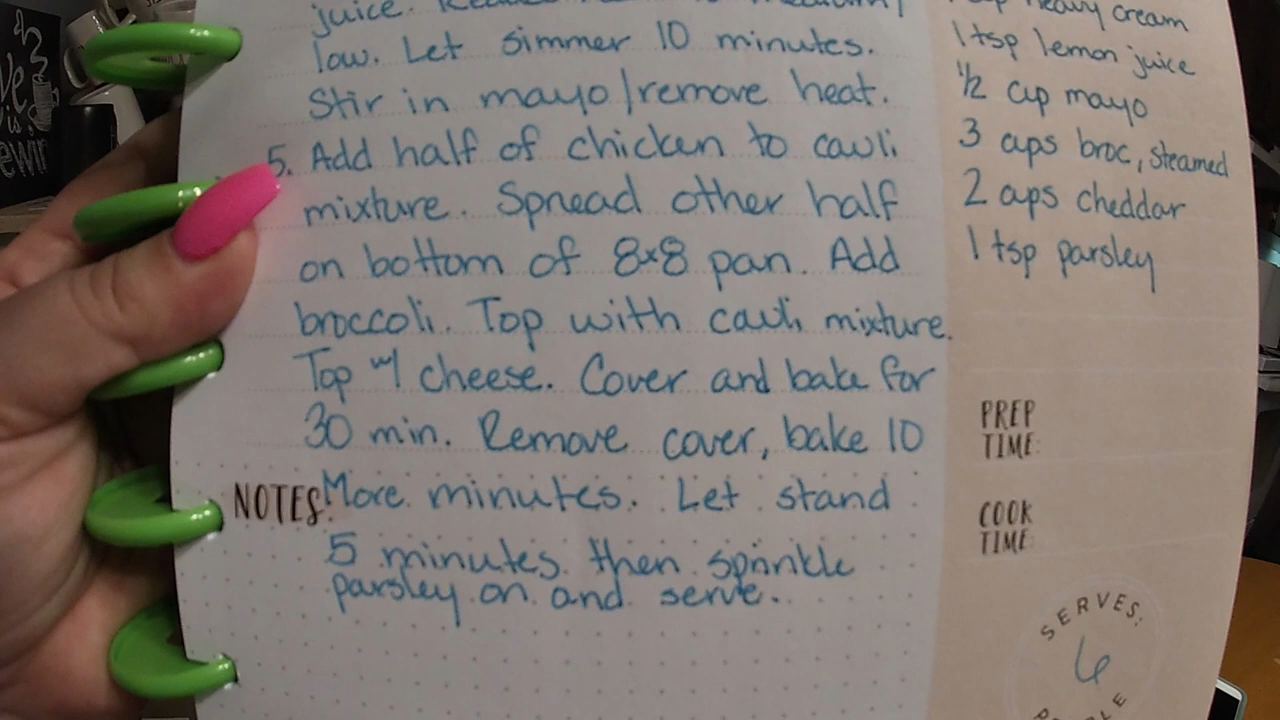 juice.
low. Let simmer 10 minutes.
Stir in mayo/remove heat.
5. Add half of chicken to cauli
mixture. Spread other half
on bottom of 8x8 pan. Add
broccoli. Top with cauli mixture.
Top w/ cheese. Cover and bake for
30 min. Remove cover, bake 10
NOTES: More minutes. Let stand
5 minutes then sprinkle
parsley on and serve.
heavy cream
1 tsp lemon juice
1/2 cup mayo
3 cups broc, steamed
2 cups cheddar
1 tsp parsley
PREP
TIME:
COOK
TIME:
SERVES:
6